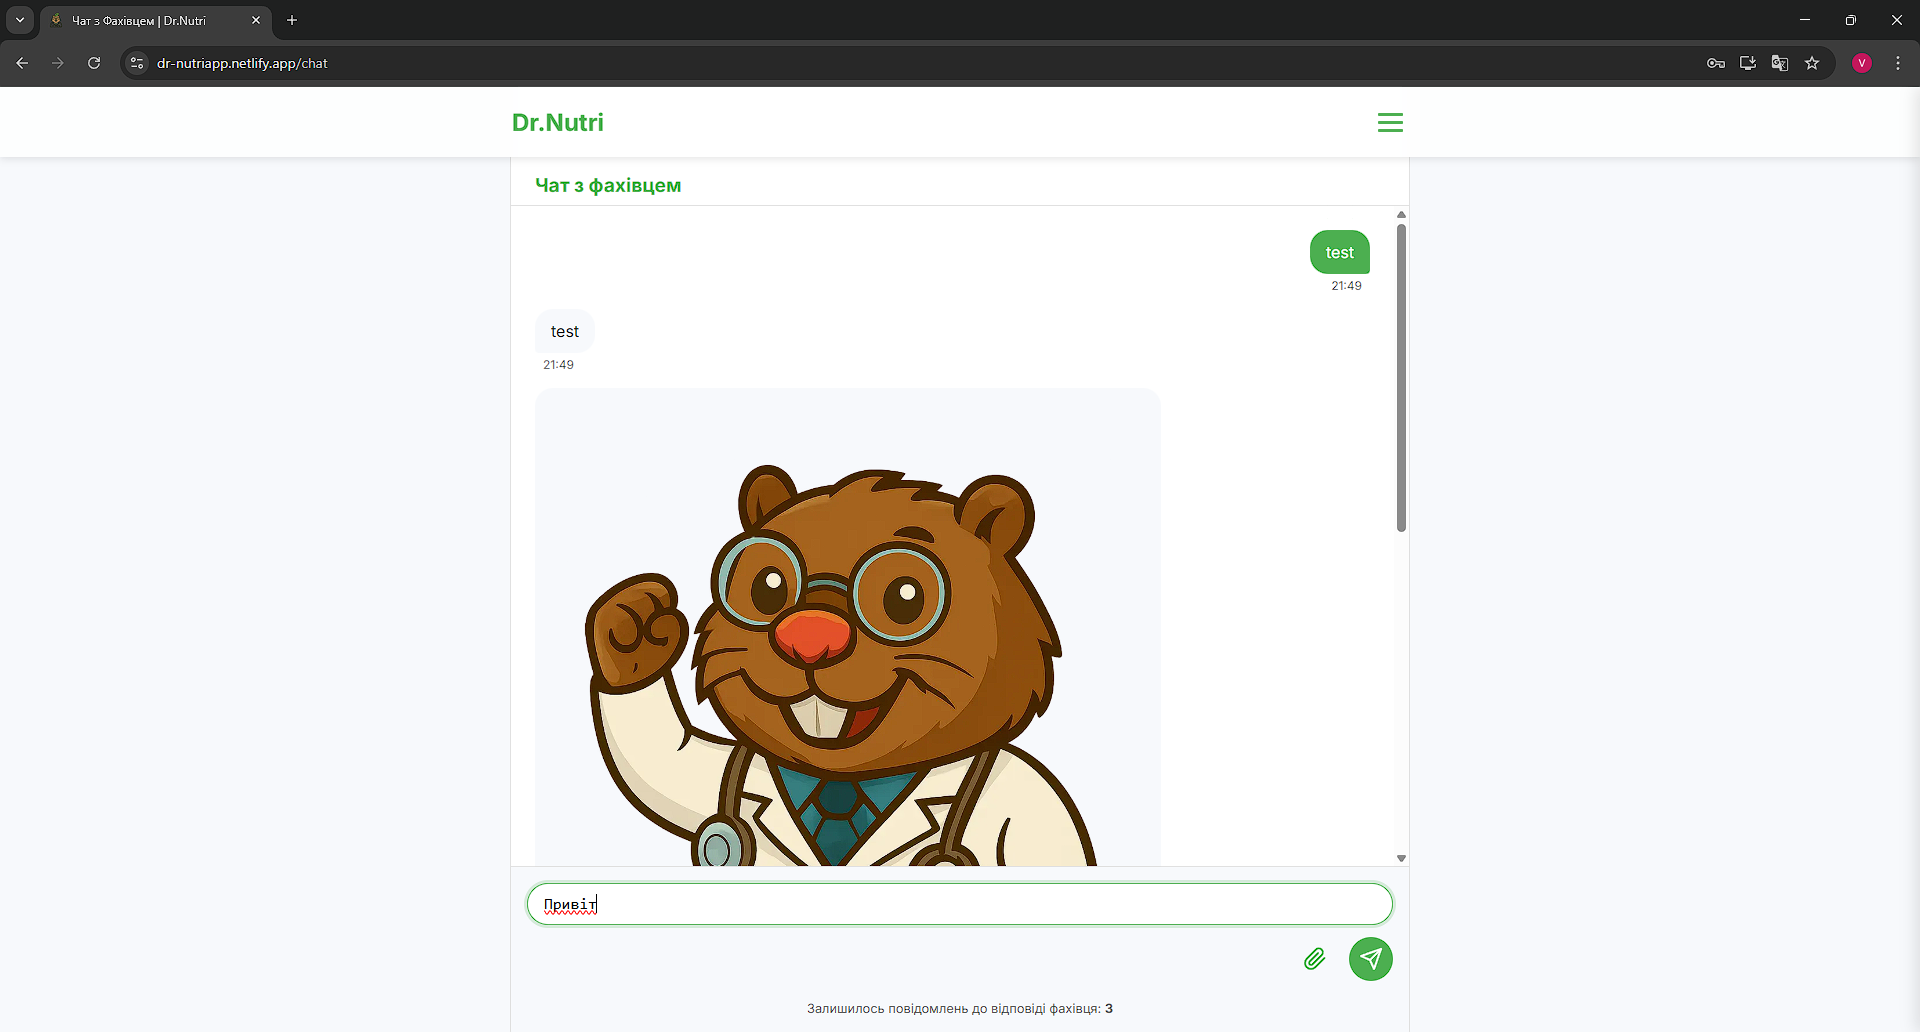 Чат з Фахівцем | Dr.Nutri
dr-nutriapp.netlify.app/chat
V
Dr.Nutri
Чат з фахівцем
test
21:49
test
21:49
Привіт
Залишилось повідомлень до відповіді фахівця: 3